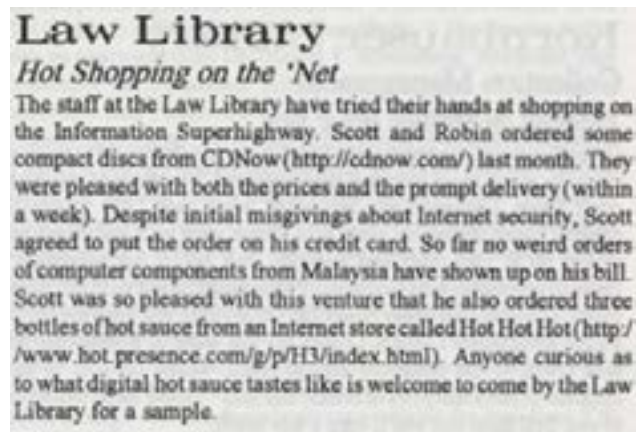 Law Library
Hot Shopping on the 'Net
The staff at the Law Library have tried their hands at shopping on
the Information Superhighway. Scott and Robin ordered some
compact discs from CDNow (http://cdnow.com/) last month. They
were pleased with both the prices and the prompt delivery (within
a week). Despite initial misgivings about Internet security, Scott
agreed to put the order on his credit card. So far no weird orders
of computer components from Malaysia have shown up on his bill.
Scott was so pleased with this venture that he also ordered three
bottles of hot sauce from an Internet store called Hot Hot Hot (http:/
/www.hot.presence.com/g/p/H3/index.html). Anyone curious as
to what digital hot sauce tastes like is welcome to come by the Law
Library for a sample.